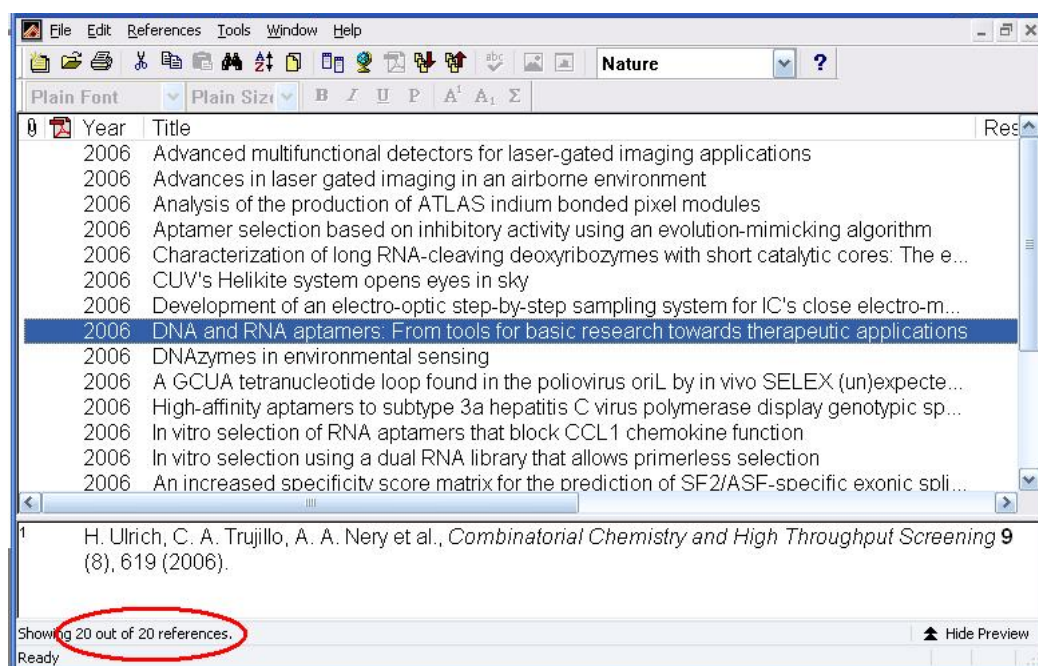 File Edit References Tools Window Help
abc Nature ?
Plain Font Plain Size B I U P A¹ A₁ Σ
Year Title Res
2006 Advanced multifunctional detectors for laser-gated imaging applications
2006 Advances in laser gated imaging in an airborne environment
2006 Analysis of the production of ATLAS indium bonded pixel modules
2006 Aptamer selection based on inhibitory activity using an evolution-mimicking algorithm
2006 Characterization of long RNA-cleaving deoxyribozymes with short catalytic cores: The e...
2006 CUV's Helikite system opens eyes in sky
2006 Development of an electro-optic step-by-step sampling system for IC's close electro-m...
2006 DNA and RNA aptamers: From tools for basic research towards therapeutic applications
2006 DNAzymes in environmental sensing
2006 A GCUA tetranucleotide loop found in the poliovirus oriL by in vivo SELEX (un)expecte...
2006 High-affinity aptamers to subtype 3a hepatitis C virus polymerase display genotypic sp...
2006 In vitro selection of RNA aptamers that block CCL1 chemokine function
2006 In vitro selection using a dual RNA library that allows primerless selection
2006 An increased specificity score matrix for the prediction of SF2/ASF-specific exonic spli...
1 H. Ulrich, C. A. Trujillo, A. A. Nery et al., Combinatorial Chemistry and High Throughput Screening 9
(8), 619 (2006).
Showing 20 out of 20 references. Hide Preview
Ready